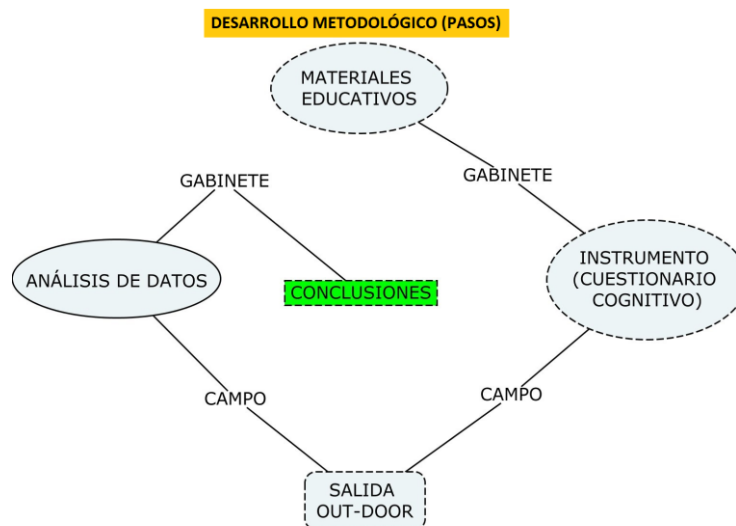 DESARROLLO METODOLÓGICO (PASOS)
MATERIALES
EDUCATIVOS
GABINETE
GABINETE
ANÁLISIS DE DATOS
CONCLUSIONES
INSTRUMENTO
(CUESTIONARIO
COGNITIVO)
CAMPO
CAMPO
SALIDA
OUT-DOOR